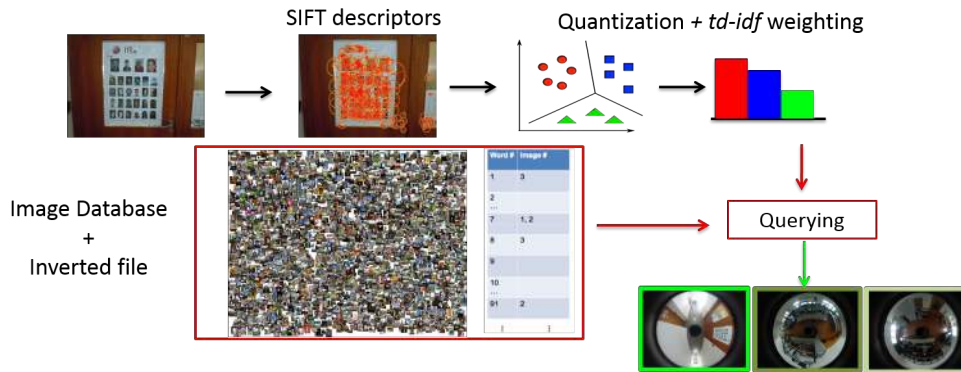 SIFT descriptors
Quantization + td-idf weighting
Image Database
+
Inverted file
Word # Image #
1 3
2
...
7 1, 2
8 3
9
10
...
91 2
Querying